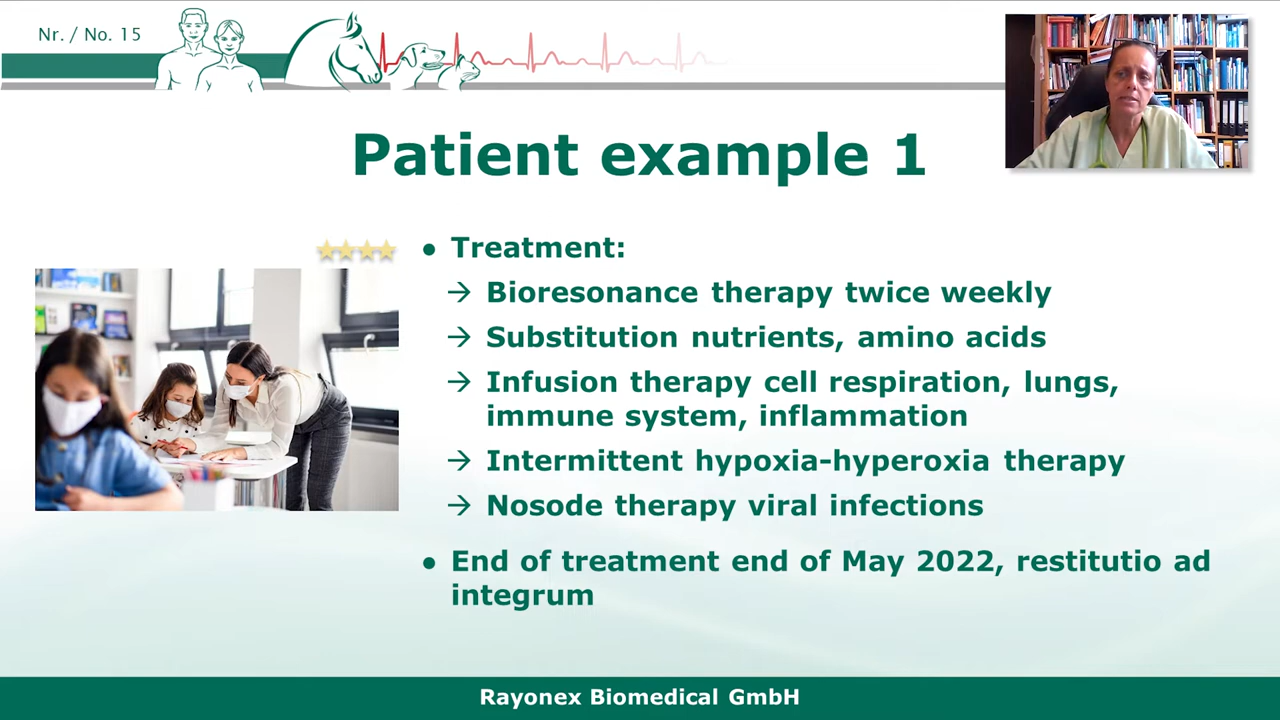 Nr. / No. 15
Patient example 1
● Treatment:
→ Bioresonance therapy twice weekly
→ Substitution nutrients, amino acids
→ Infusion therapy cell respiration, lungs,
immune system, inflammation
→ Intermittent hypoxia-hyperoxia therapy
→ Nosode therapy viral infections
● End of treatment end of May 2022, restitutio ad
integrum
Rayonex Biomedical GmbH